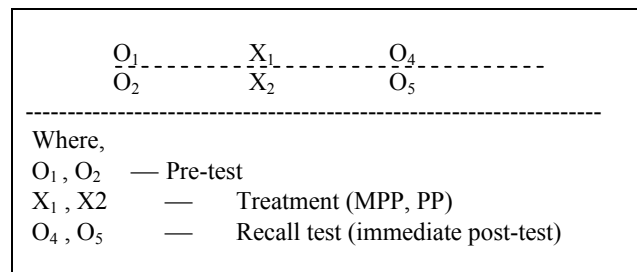 O₁ X₁ O₄
O₂ X₂ O₅
Where,
O₁ , O₂ — Pre-test
X₁ , X2 — Treatment (MPP, PP)
O₄ , O₅ — Recall test (immediate post-test)